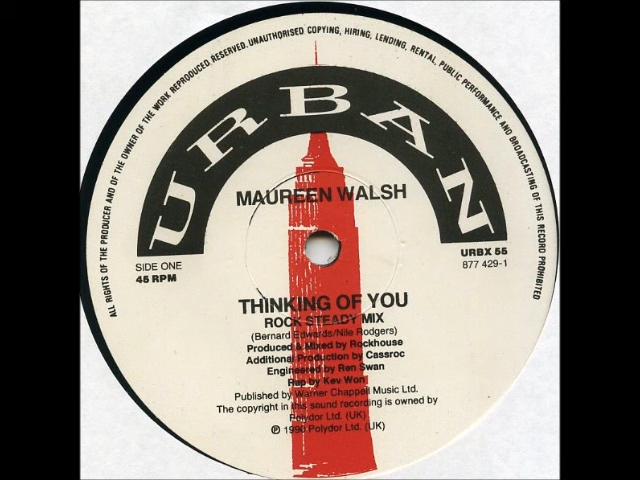 ALL RIGHTS OF THE PRODUCER AND OF THE OWNER OF THE WORK REPRODUCED RESERVED. UNAUTHORISED COPYING, HIRING, LENDING, RENTAL, PUBLIC PERFORMANCE AND BROADCASTING OF THIS RECORD PROHIBITED
URBAN
MAUREEN WALSH
SIDE ONE
45 RPM
URBX 55
877 429-1
THINKING OF YOU
ROCK STEADY MIX
(Bernard Edwards/Nile Rodgers)
Produced & Mixed by Rockhouse
Additional Production by Cassroc
Engineered by Ren Swan
Rap by Kev Won
Published by Warner Chappell Music Ltd.
The copyright in this sound recording is owned by
Polydor Ltd. (UK)
℗ 1990 Polydor Ltd. (UK)